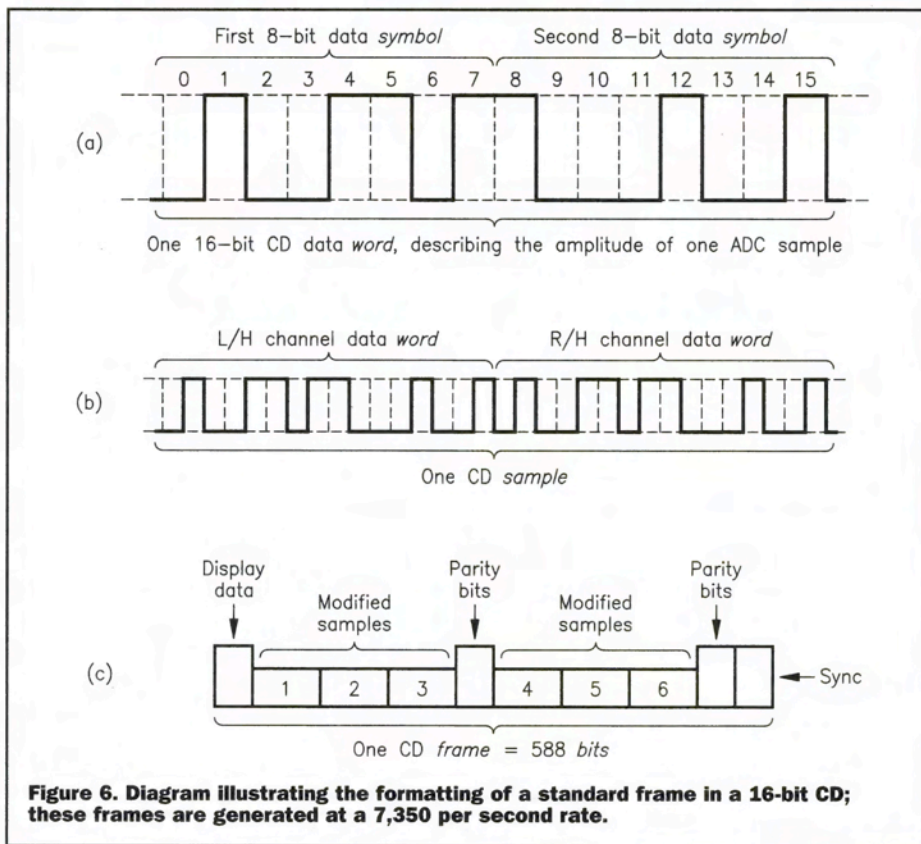 First 8-bit data symbol
Second 8-bit data symbol
0 1 2 3 4 5 6 7 8 9 10 11 12 13 14 15
(a)
One 16-bit CD data word, describing the amplitude of one ADC sample
L/H channel data word
R/H channel data word
(b)
One CD sample
Display
data
Modified
samples
Parity
bits
Modified
samples
Parity
bits
(c)
1 2 3 4 5 6
Sync
One CD frame = 588 bits
Figure 6. Diagram illustrating the formatting of a standard frame in a 16-bit CD;
these frames are generated at a 7,350 per second rate.